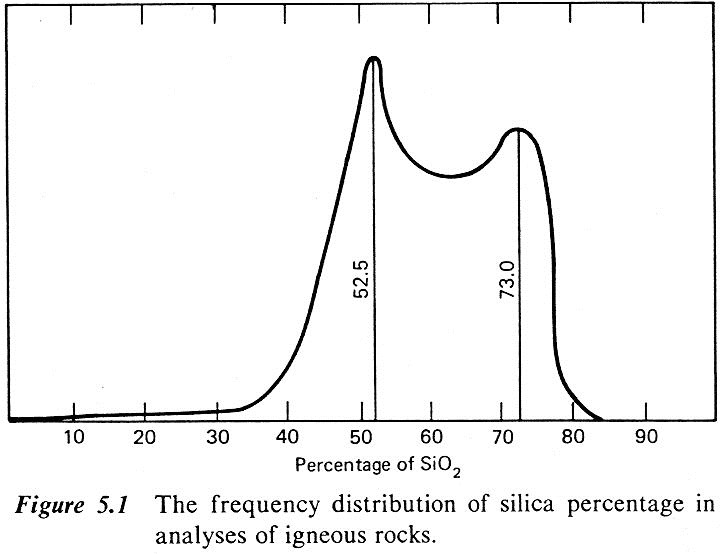 52.5
73.0
10 20 30 40 50 60 70 80 90
Percentage of SiO₂
Figure 5.1 The frequency distribution of silica percentage in
analyses of igneous rocks.